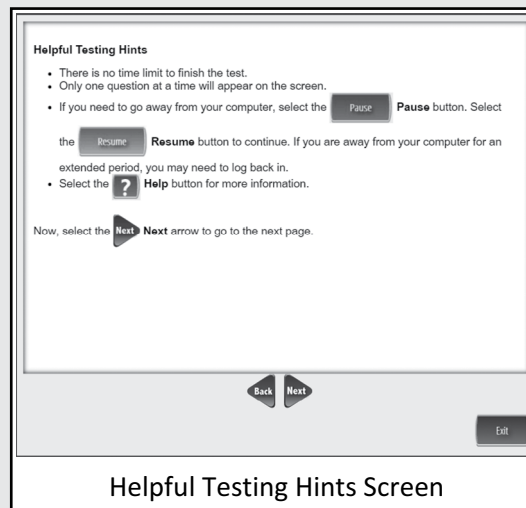 Helpful Testing Hints
There is no time limit to finish the test.
Only one question at a time will appear on the screen.
If you need to go away from your computer, select the Pause Pause button. Select
the Resume Resume button to continue. If you are away from your computer for an
extended period, you may need to log back in.
Select the ? Help button for more information.
Now, select the Next Next arrow to go to the next page.
Back Next
Exit
Helpful Testing Hints Screen